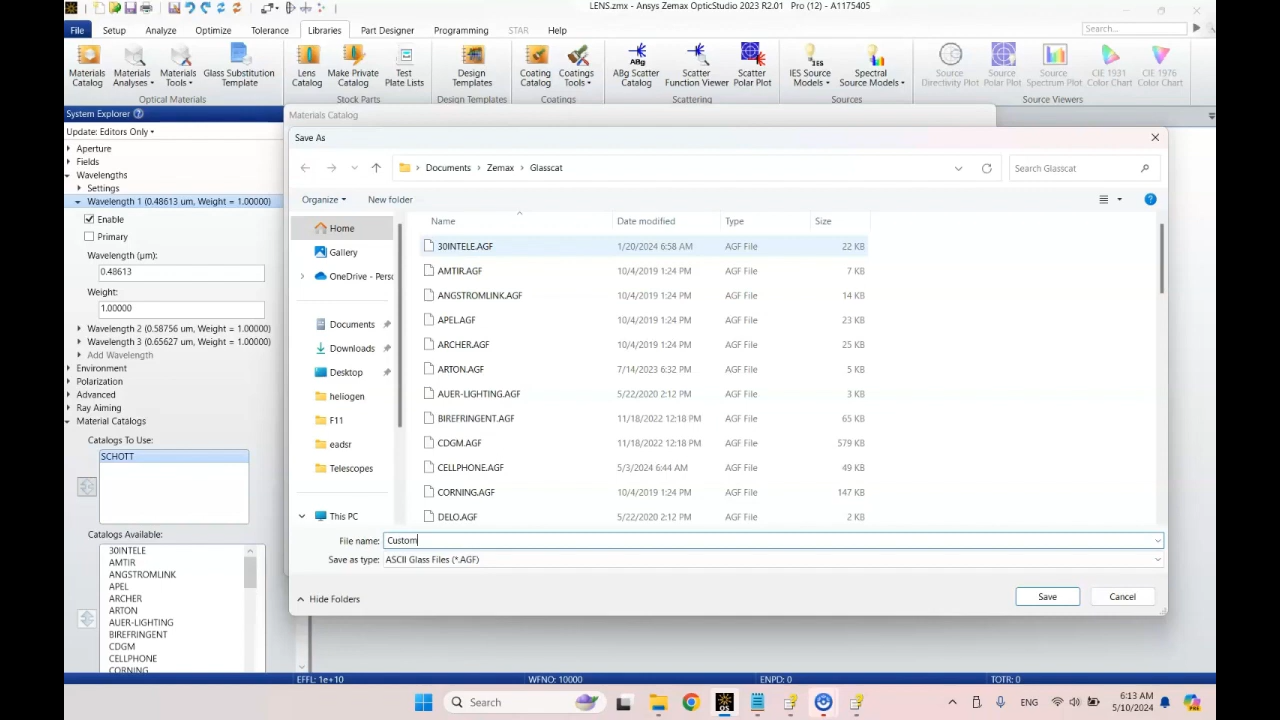 LENS.zmx - Ansys Zemax OpticStudio 2023 R2.01   Pro (12) - A1175405
File Setup Analyze Optimize Tolerance Libraries Part Designer Programming STAR Help Search...
Materials Catalog
Materials Analyses
Materials Tools
Glass Substitution Template
Lens Catalog
Make Private Catalog
Test Plate Lists
Design Templates
Coating Catalog
Coatings Tools
ABg Scatter Catalog
Scatter Function Viewer
Scatter Polar Plot
IES Source Models
Spectral Source Models
Source Directivity Plot
Source Polar Plot
Source Spectrum Plot
CIE 1931 Color Chart
CIE 1976 Color Chart
Optical Materials Stock Parts Design Templates Coatings Scattering Sources Source Viewers
System Explorer
Update: Editors Only
Aperture
Fields
Wavelengths
Settings
Wavelength 1 (0.48613 um, Weight = 1.00000)
Enable
Primary
Wavelength (µm):
0.48613
Weight:
1.00000
Wavelength 2 (0.58756 um, Weight = 1.00000)
Wavelength 3 (0.65627 um, Weight = 1.00000)
Add Wavelength
Environment
Polarization
Advanced
Ray Aiming
Material Catalogs
Catalogs To Use:
SCHOTT
Catalogs Available:
30INTELE
AMTIR
ANGSTROMLINK
APEL
ARCHER
ARTON
AUER-LIGHTING
BIREFRINGENT
CDGM
CELLPHONE
CORNING
Materials Catalog
Save As
Documents > Zemax > Glasscat Search Glasscat
Organize New folder
Home
Gallery
OneDrive - Perso
Documents
Downloads
Desktop
heliogen
F11
eadsr
Telescopes
This PC
Name Date modified Type Size
30INTELE.AGF 1/20/2024 6:58 AM AGF File 22 KB
AMTIR.AGF 10/4/2019 1:24 PM AGF File 7 KB
ANGSTROMLINK.AGF 10/4/2019 1:24 PM AGF File 14 KB
APEL.AGF 10/4/2019 1:24 PM AGF File 23 KB
ARCHER.AGF 10/4/2019 1:24 PM AGF File 25 KB
ARTON.AGF 7/14/2023 6:32 PM AGF File 5 KB
AUER-LIGHTING.AGF 5/22/2020 2:12 PM AGF File 3 KB
BIREFRINGENT.AGF 11/18/2022 12:18 PM AGF File 65 KB
CDGM.AGF 11/18/2022 12:18 PM AGF File 579 KB
CELLPHONE.AGF 5/3/2024 6:44 AM AGF File 49 KB
CORNING.AGF 10/4/2019 1:24 PM AGF File 147 KB
DELO.AGF 5/22/2020 2:12 PM AGF File 2 KB
File name: Custom
Save as type: ASCII Glass Files (*.AGF)
Hide Folders Save Cancel
EFFL: 1e+10 WFNO: 10000 ENPD: 0 TOTR: 0
Search ENG 6:13 AM
5/10/2024